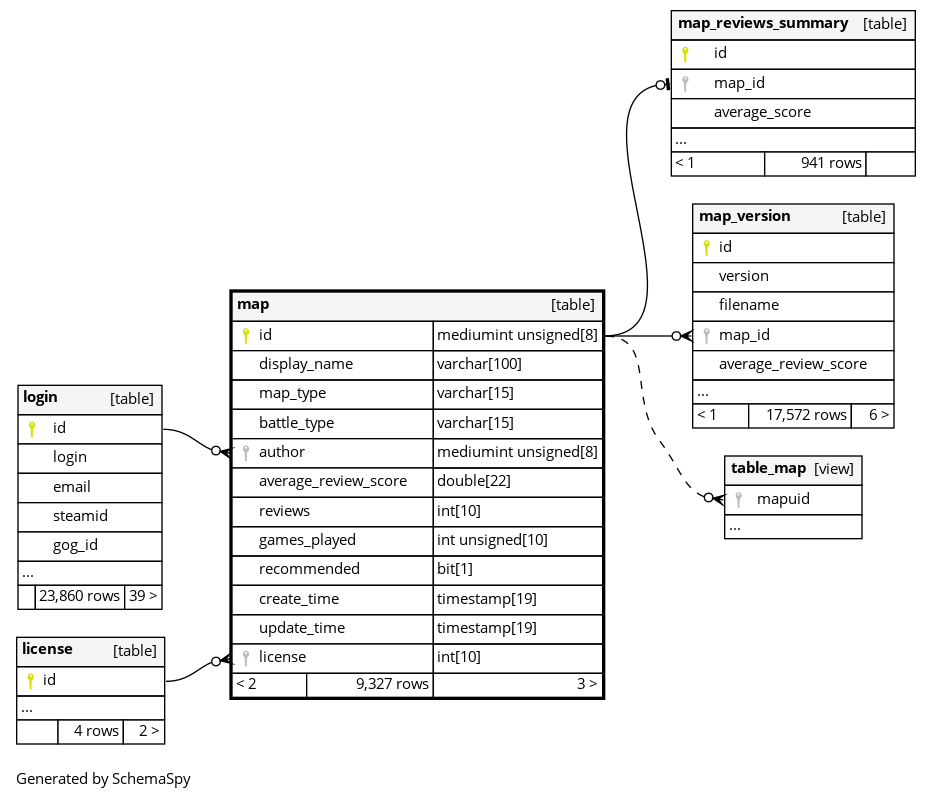 map_reviews_summary [table]
id
map_id
average_score
...
< 1 941 rows
map_version [table]
id
version
filename
map_id
average_review_score
...
< 1 17,572 rows 6 >
map [table]
id mediumint unsigned[8]
display_name varchar[100]
map_type varchar[15]
battle_type varchar[15]
author mediumint unsigned[8]
average_review_score double[22]
reviews int[10]
games_played int unsigned[10]
recommended bit[1]
create_time timestamp[19]
update_time timestamp[19]
license int[10]
< 2 9,327 rows 3 >
login [table]
id
login
email
steamid
gog_id
...
23,860 rows 39 >
table_map [view]
mapuid
...
license [table]
id
...
4 rows 2 >
Generated by SchemaSpy